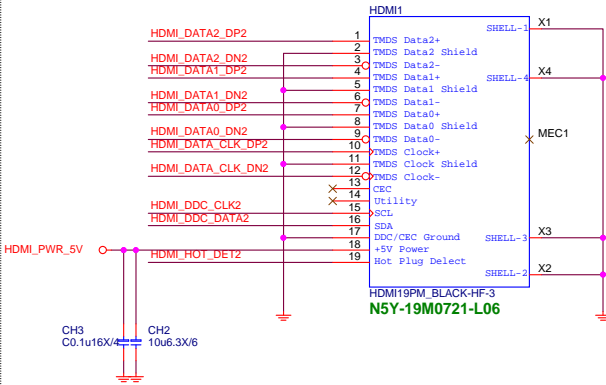 HDMI1
HDMI_DATA2_DP2 1 TMDS Data2+ SHELL-1 X1
2 TMDS Data2 Shield
HDMI_DATA2_DN2 3 TMDS Data2-
HDMI_DATA1_DP2 4 TMDS Data1+ SHELL-4 X4
5 TMDS Data1 Shield
HDMI_DATA1_DN2 6 TMDS Data1-
HDMI_DATA0_DP2 7 TMDS Data0+
8 TMDS Data0 Shield
HDMI_DATA0_DN2 9 TMDS Data0- MEC1
HDMI_DATA_CLK_DP2 10 TMDS Clock+
11 TMDS Clock Shield
HDMI_DATA_CLK_DN2 12 TMDS Clock-
13 CEC
14 Utility
HDMI_DDC_CLK2 15 SCL
HDMI_DDC_DATA2 16 SDA
17 DDC/CEC Ground SHELL-3 X3
HDMI_PWR_5V 18 +5V Power
HDMI_HOT_DET2 19 Hot Plug Delect
SHELL-2 X2
HDMI19PM_BLACK-HF-3
N5Y-19M0721-L06
CH3 CH2
C0.1u16X/4 10u6.3X/6